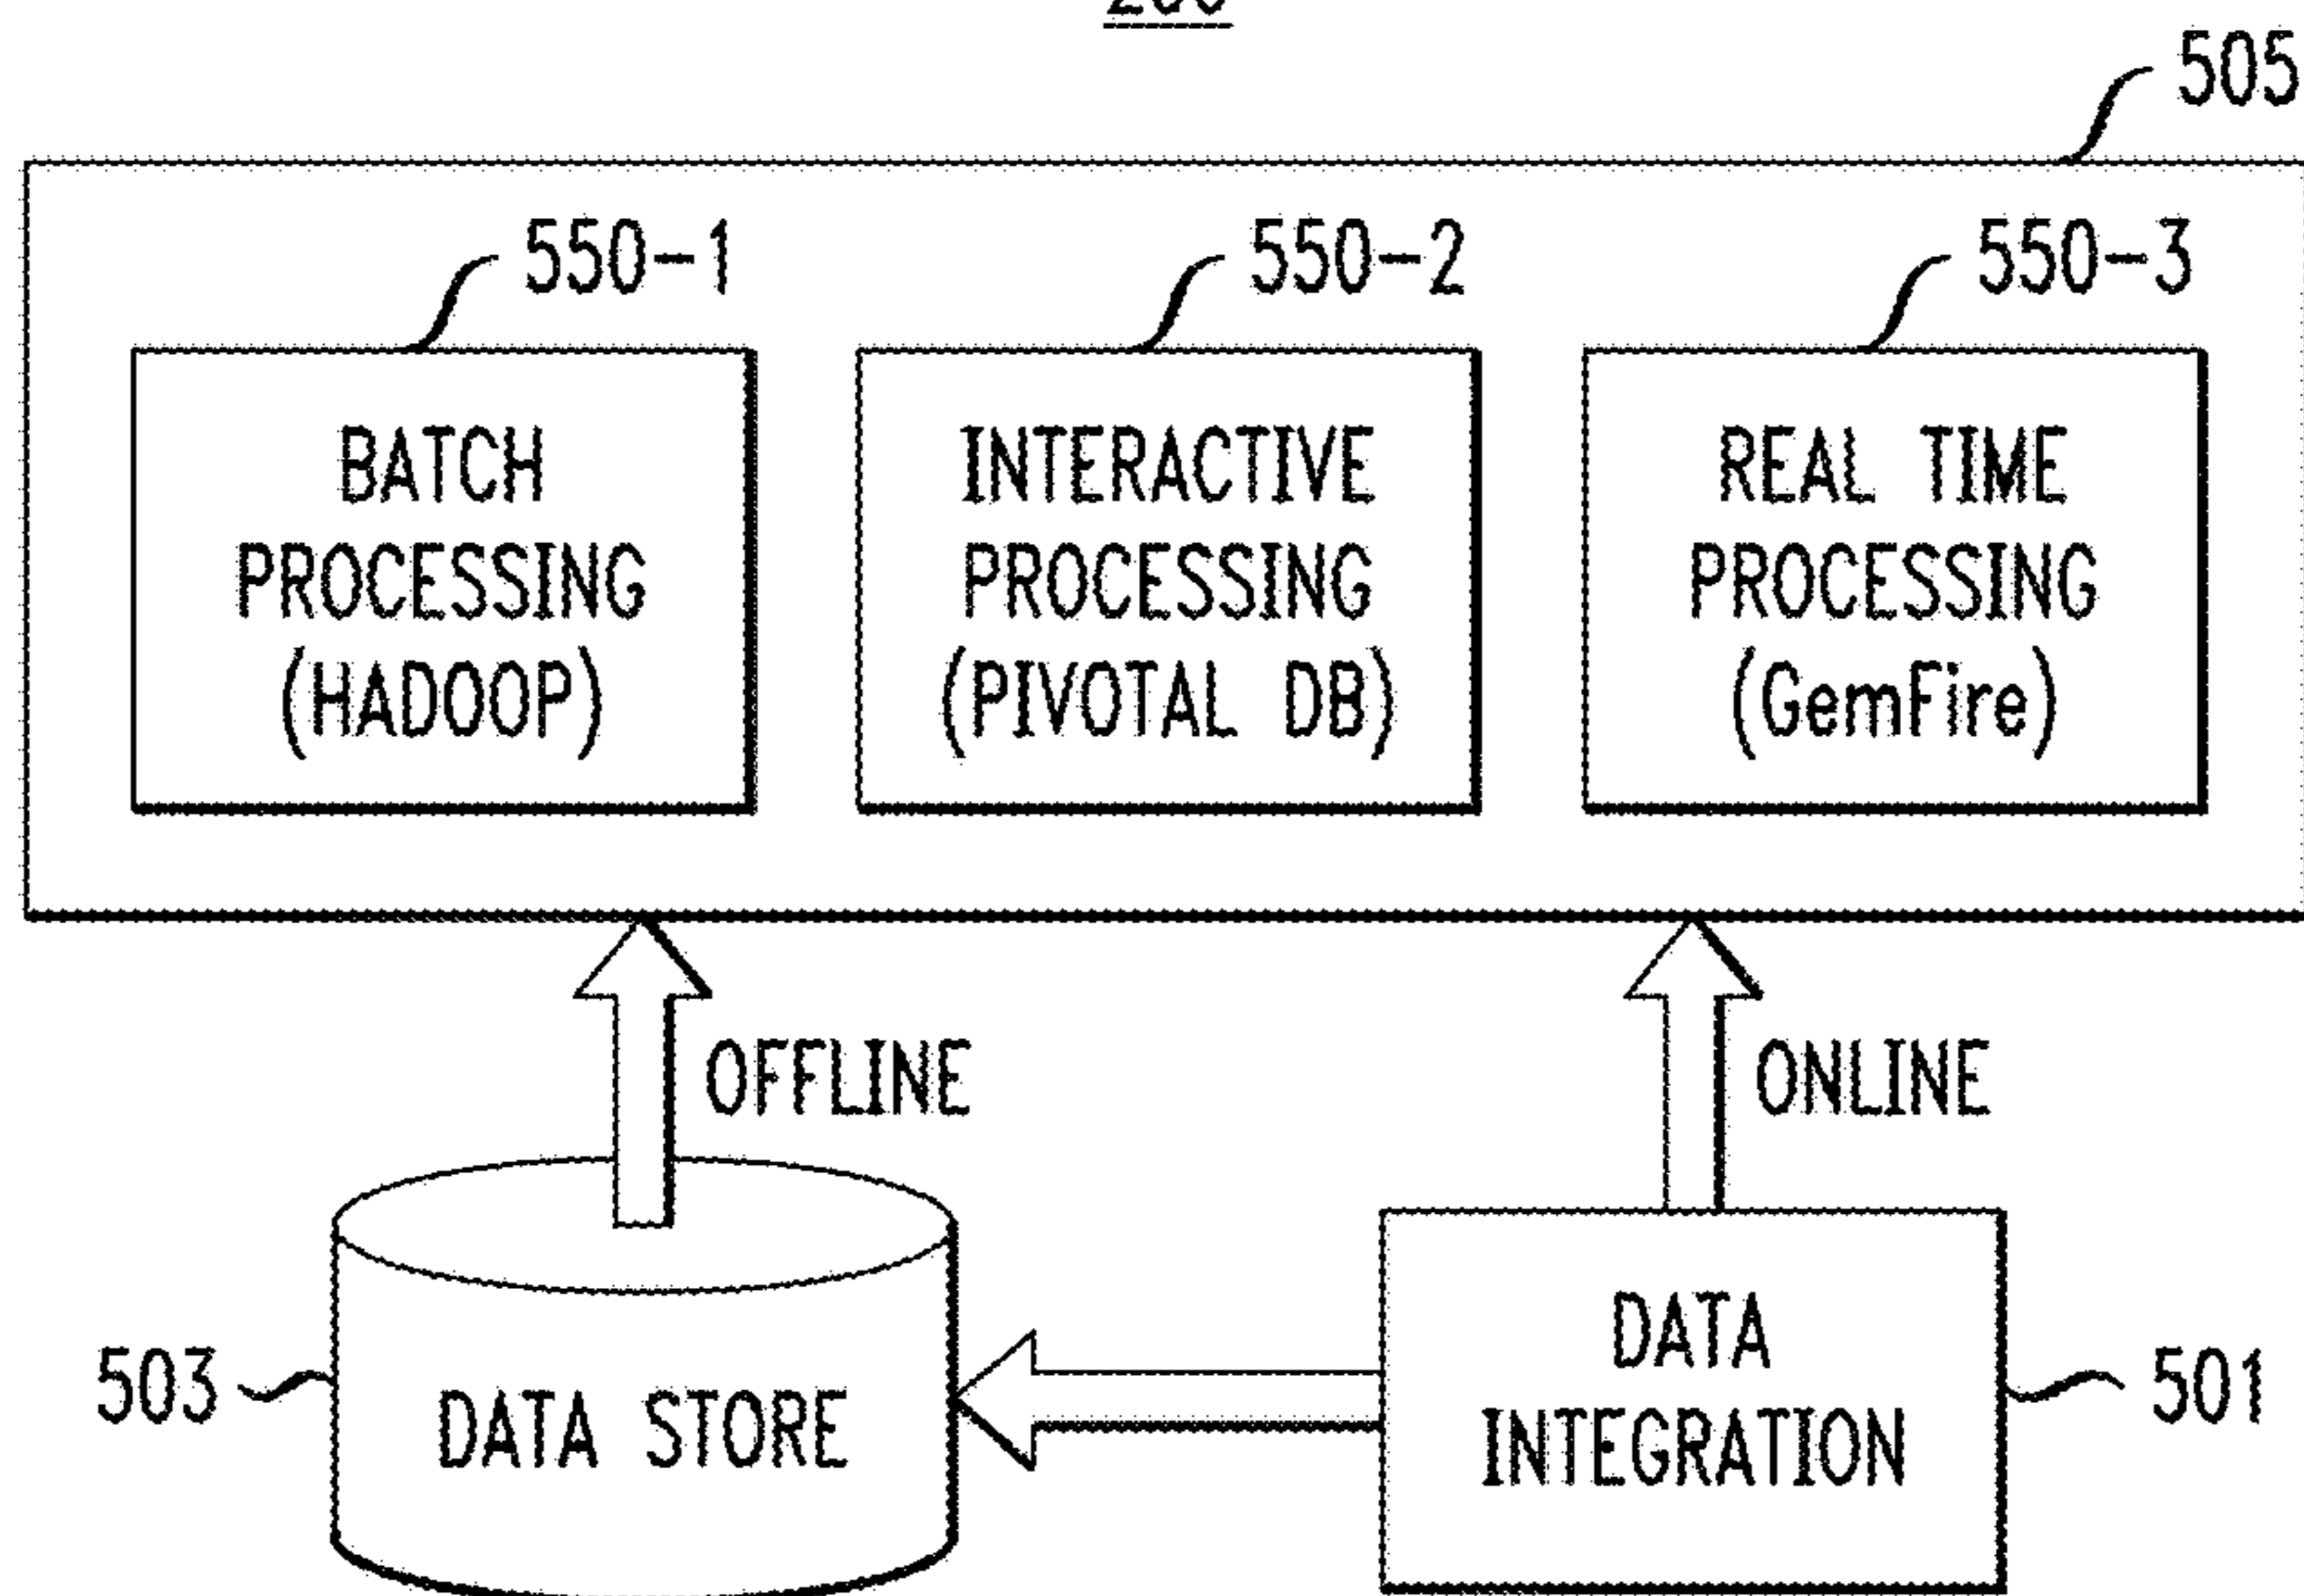 505
550-1
550-2
550-3
BATCH
PROCESSING
(HADOOP)
INTERACTIVE
PROCESSING
(PIVOTAL DB)
REAL TIME
PROCESSING
(GemFire)
OFFLINE
ONLINE
503
DATA STORE
DATA
INTEGRATION
501